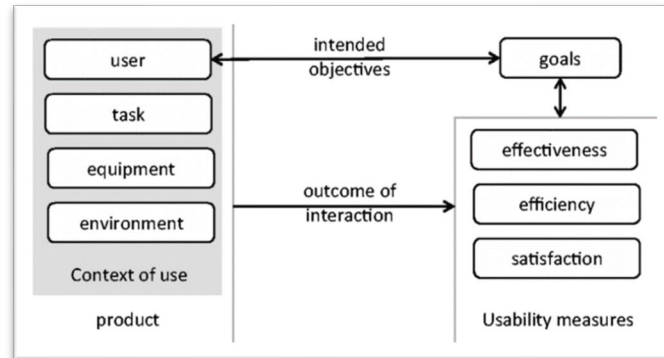 user
task
equipment
environment
Context of use
product
intended
objectives
outcome of
interaction
goals
effectiveness
efficiency
satisfaction
Usability measures